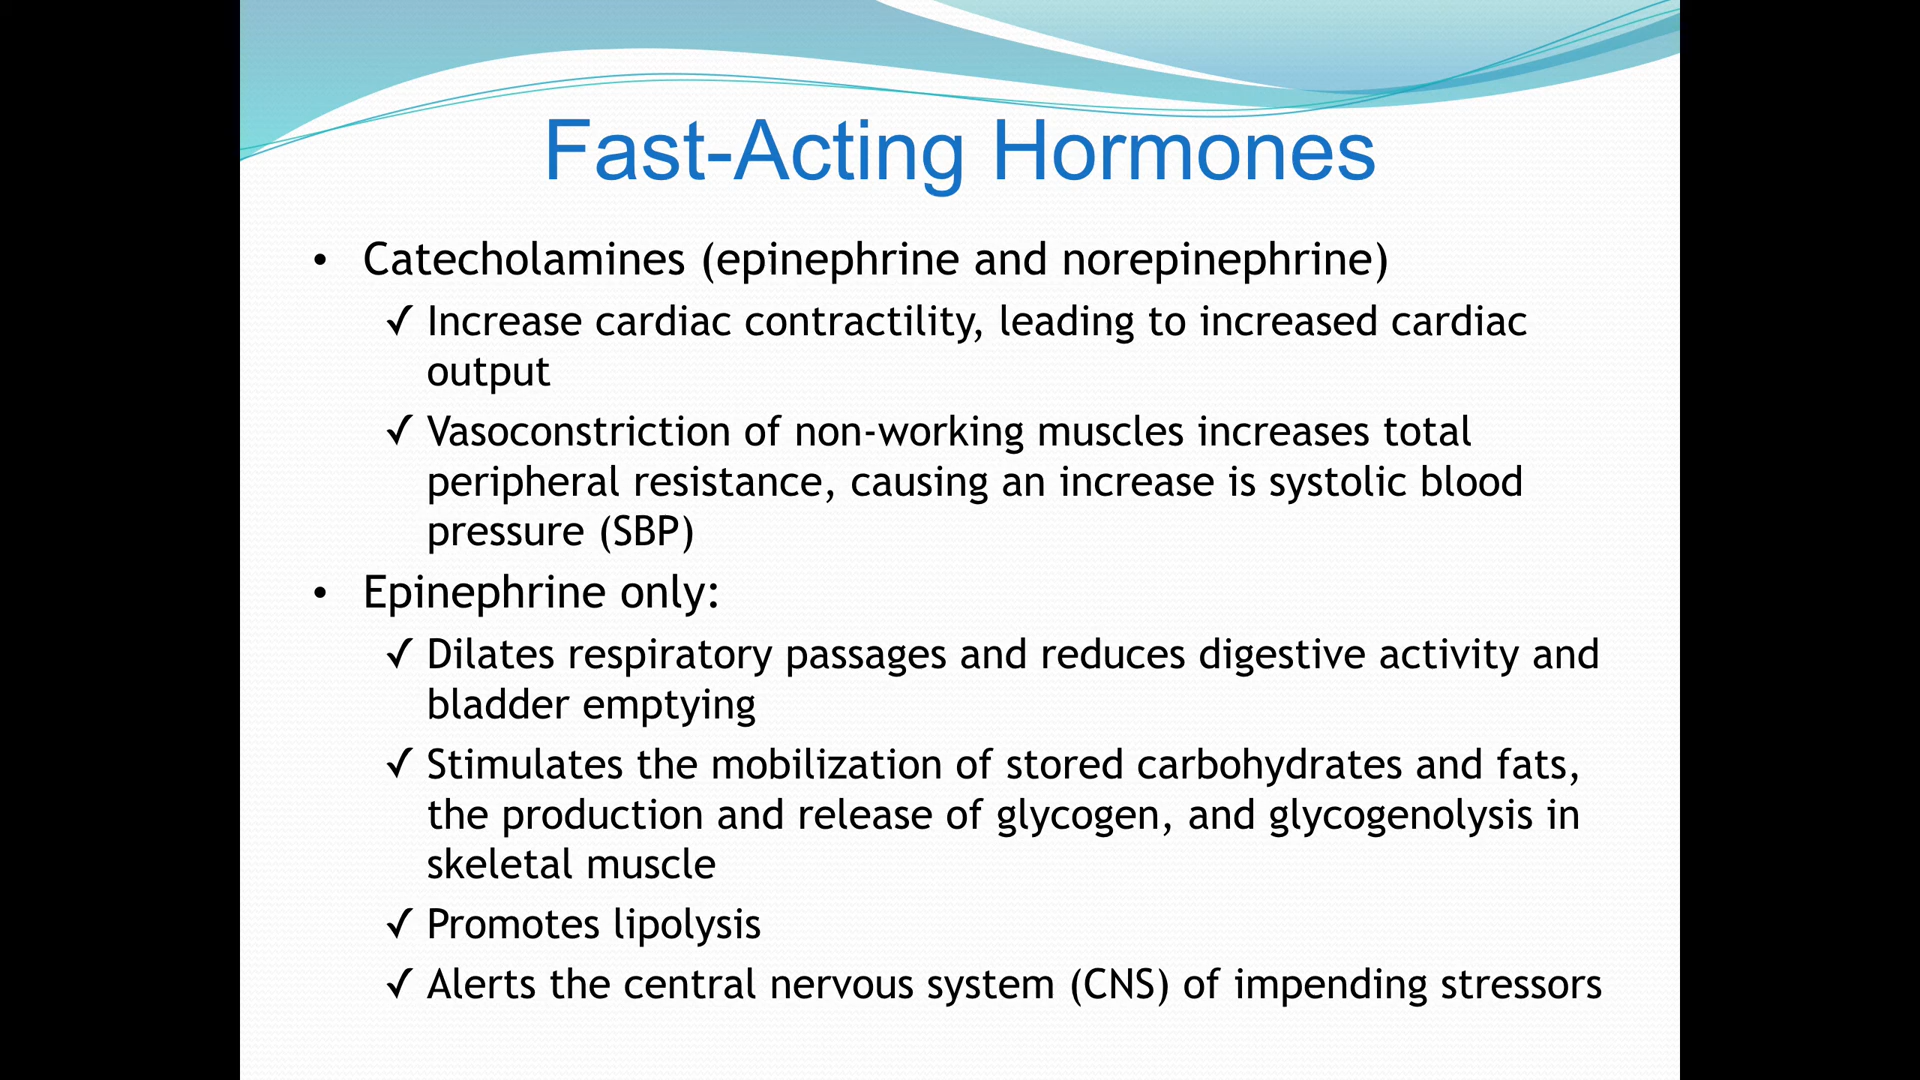 Fast-Acting Hormones
• Catecholamines (epinephrine and norepinephrine)
✓ Increase cardiac contractility, leading to increased cardiac
output
✓ Vasoconstriction of non-working muscles increases total
peripheral resistance, causing an increase is systolic blood
pressure (SBP)
• Epinephrine only:
✓ Dilates respiratory passages and reduces digestive activity and
bladder emptying
✓ Stimulates the mobilization of stored carbohydrates and fats,
the production and release of glycogen, and glycogenolysis in
skeletal muscle
✓ Promotes lipolysis
✓ Alerts the central nervous system (CNS) of impending stressors